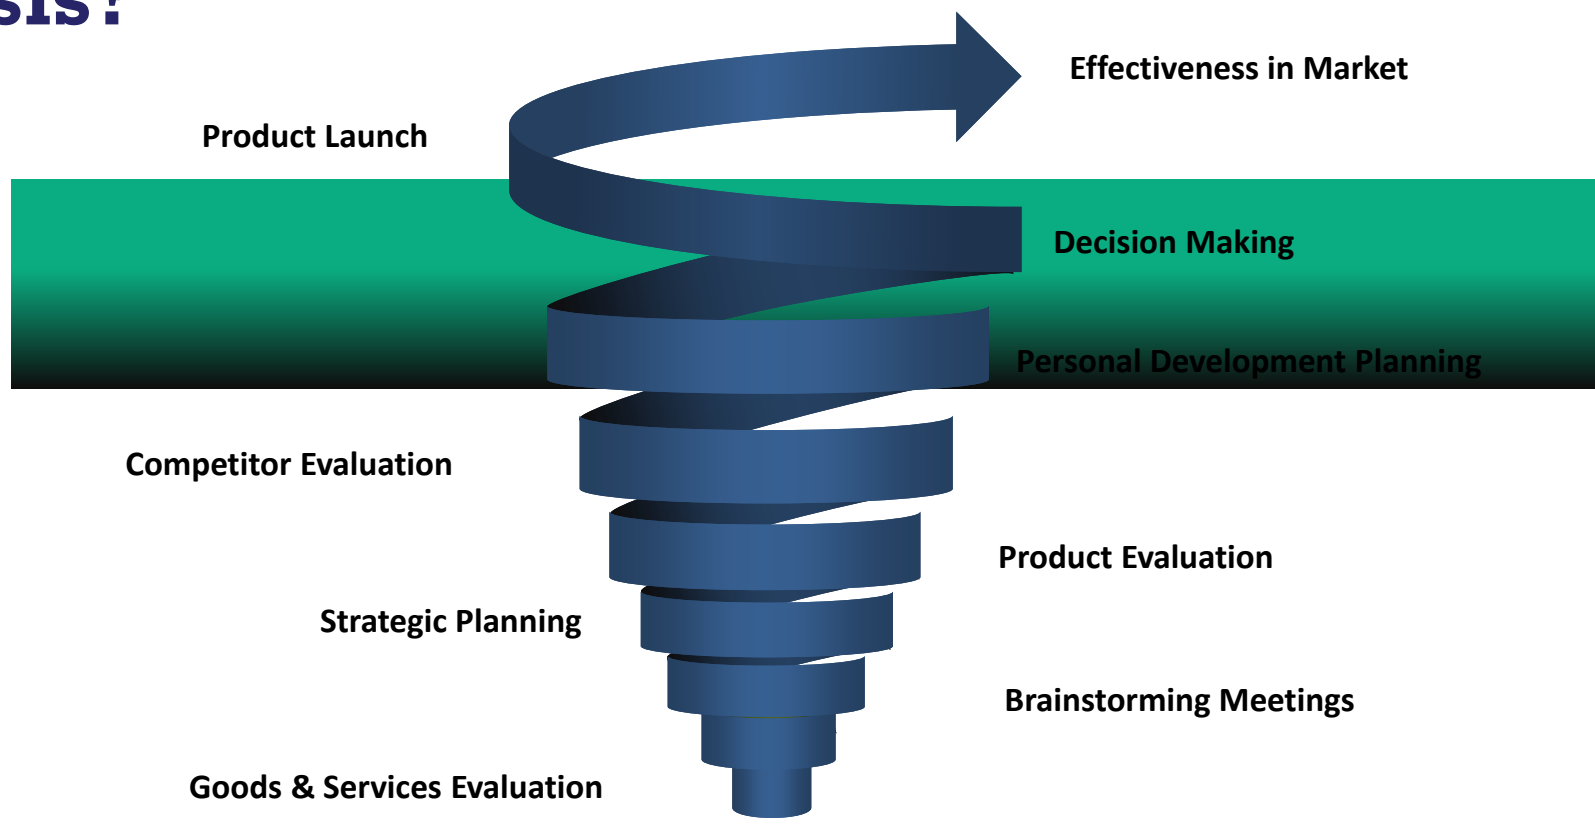 sis?
Effectiveness in Market
Product Launch
Decision Making
Personal Development Planning
Competitor Evaluation
Product Evaluation
Strategic Planning
Brainstorming Meetings
Goods & Services Evaluation